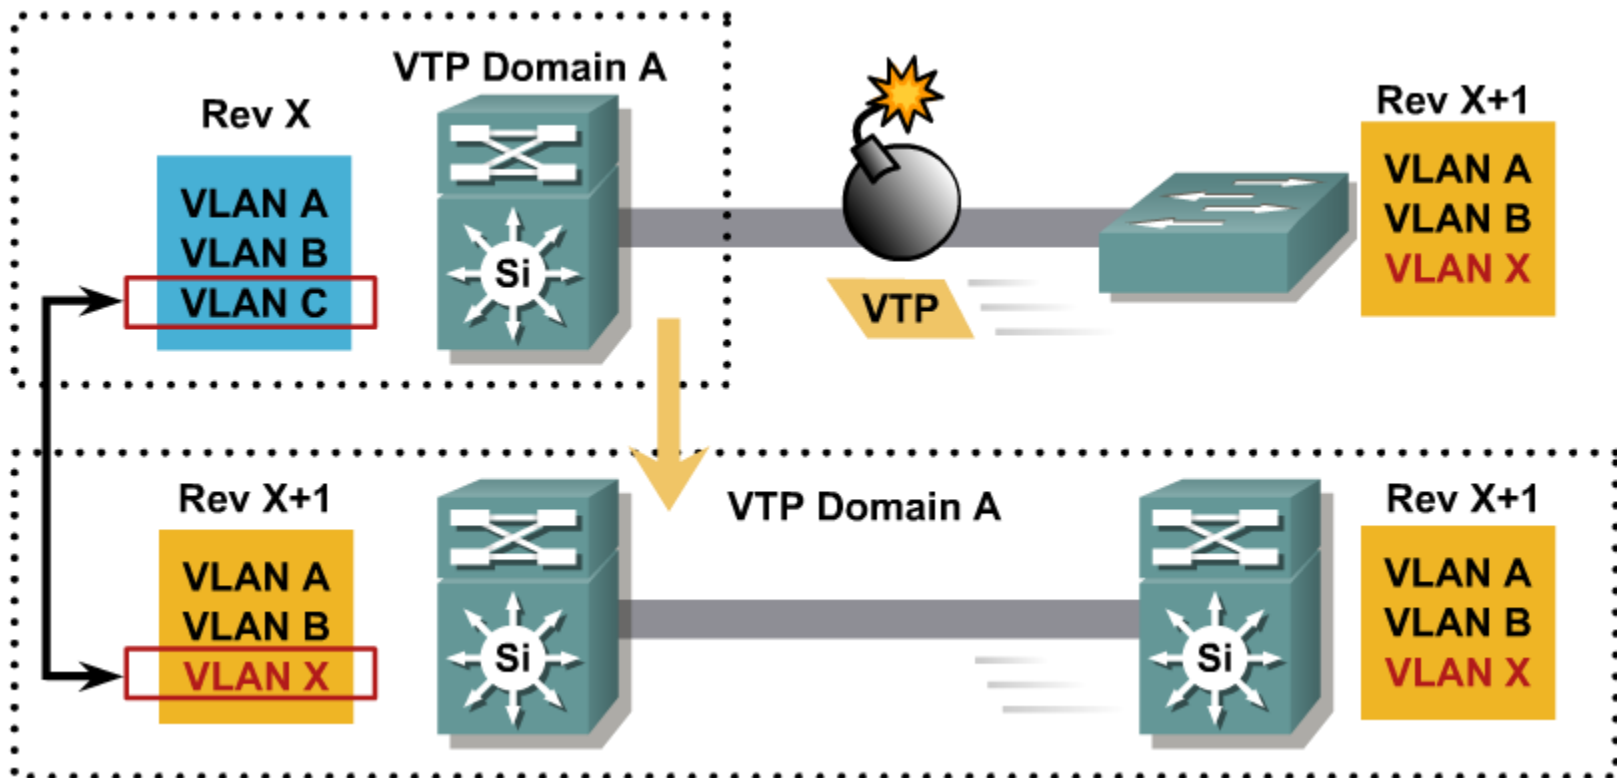 VTP Domain A
Rev X
VLAN A
VLAN B
VLAN C
Si
VTP
Rev X+1
VLAN A
VLAN B
VLAN X
Rev X+1
VLAN A
VLAN B
VLAN X
Si
VTP Domain A
Si
Rev X+1
VLAN A
VLAN B
VLAN X